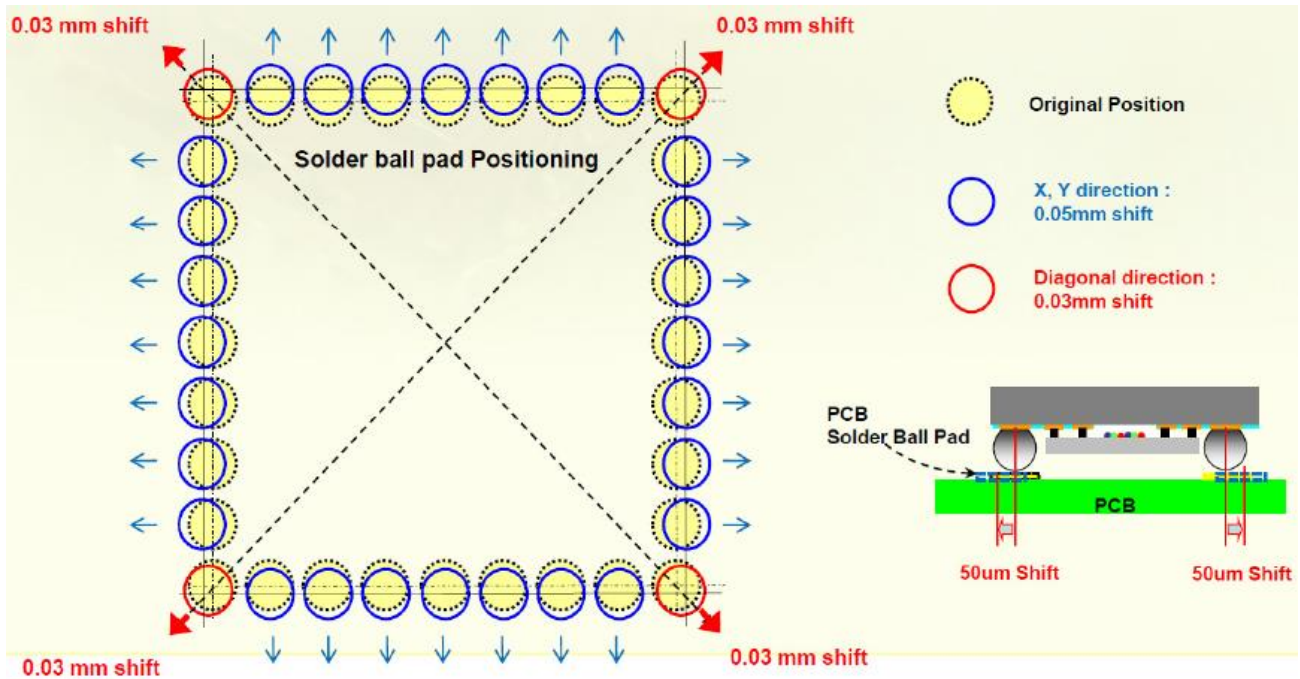 0.03 mm shift
0.03 mm shift
Solder ball pad Positioning
Original Position
X, Y direction :
0.05mm shift
Diagonal direction :
0.03mm shift
PCB
Solder Ball Pad
PCB
50um Shift
50um Shift
0.03 mm shift
0.03 mm shift